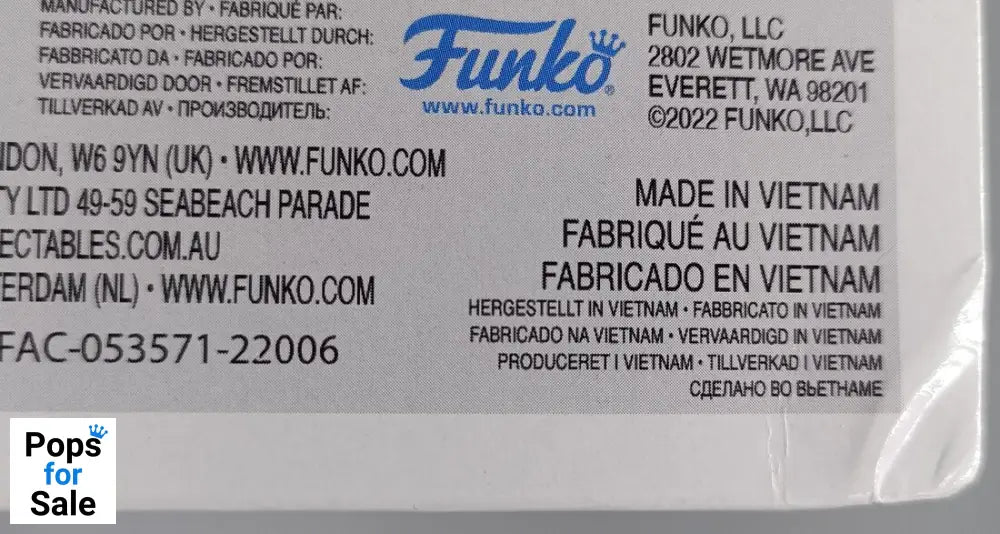 MANUFACTURED BY • FABRIQUÉ PAR:
FABRICADO POR • HERGESTELLT DURCH:
FABBRICATO DA • FABRICADO POR:
VERVAARDIGD DOOR • FREMSTILLET AF:
TILLVERKAD AV • ПРОИЗВОДИТЕЛЬ:
Funko®
www.funko.com
FUNKO, LLC
2802 WETMORE AVE
EVERETT, WA 98201
©2022 FUNKO,LLC
NDON, W6 9YN (UK) • WWW.FUNKO.COM
Y LTD 49-59 SEABEACH PARADE
ECTABLES.COM.AU
ERDAM (NL) • WWW.FUNKO.COM
FAC-053571-22006
MADE IN VIETNAM
FABRIQUÉ AU VIETNAM
FABRICADO EN VIETNAM
HERGESTELLT IN VIETNAM • FABBRICATO IN VIETNAM
FABRICADO NA VIETNAM • VERVAARDIGD IN VIETNAM
PRODUCERET I VIETNAM • TILLVERKAD I VIETNAM
СДЕЛАНО ВО ВЬЕТНАМЕ
Pops
for
Sale